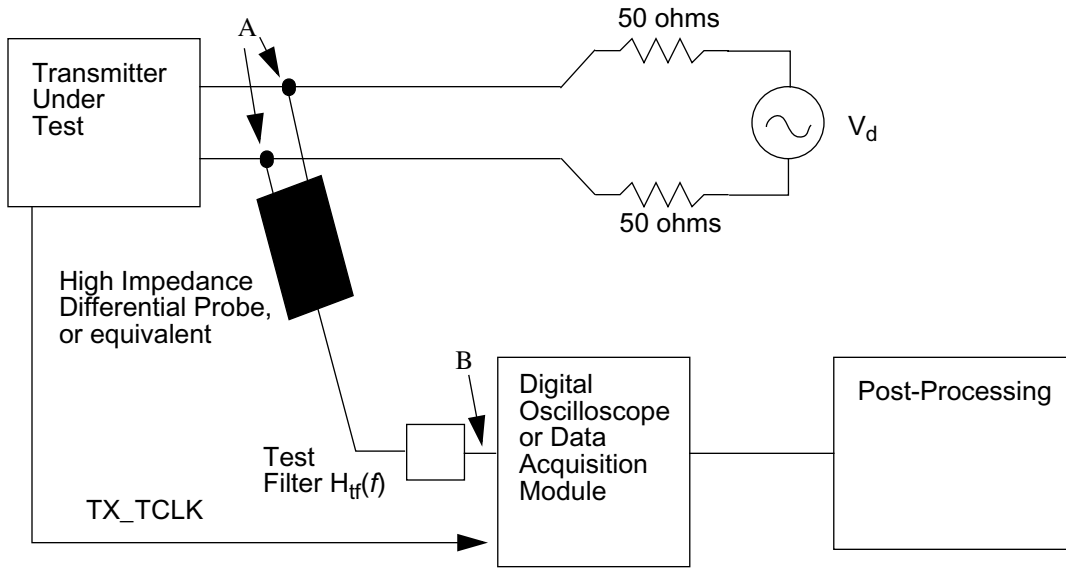 50 ohms
A
Transmitter
Under
Test
V_d
50 ohms
High Impedance
Differential Probe,
or equivalent
B
Digital
Oscilloscope
or Data
Acquisition
Module
Post-Processing
Test
Filter H_tf(f)
TX_TCLK